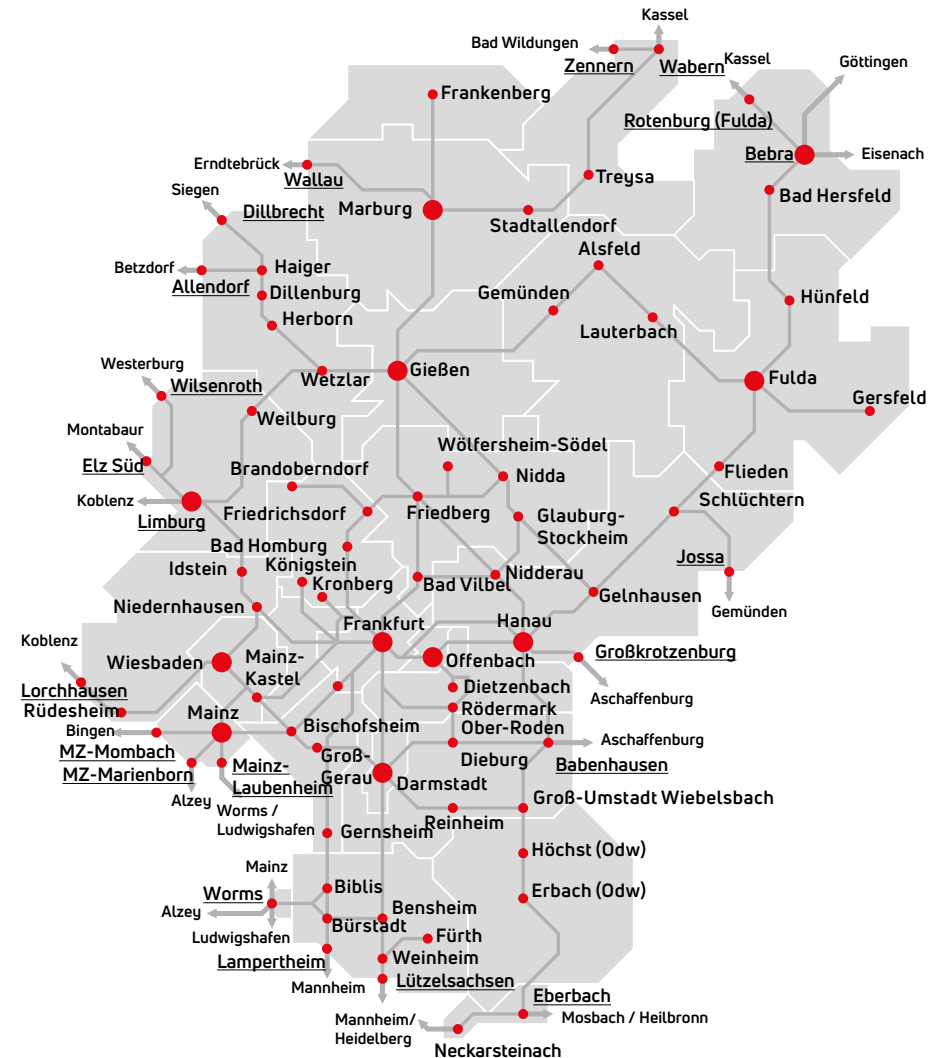 Kassel
Bad Wildungen
Zennern
Wabern
Kassel
Göttingen
Frankenberg
Rotenburg (Fulda)
Erndtebrück
Wallau
Bebra
Eisenach
Treysa
Siegen
Dillbrecht
Marburg
Bad Hersfeld
Stadtallendorf
Alsfeld
Betzdorf
Haiger
Allendorf
Dillenburg
Gemünden
Hünfeld
Herborn
Lauterbach
Westerburg
Wetzlar
Gießen
Fulda
Wilsenroth
Gersfeld
Weilburg
Montabaur
Wölfersheim-Södel
Elz Süd
Brandoberndorf
Nidda
Flieden
Koblenz
Limburg
Friedrichsdorf
Friedberg
Glauburg-
Stockheim
Schlüchtern
Bad Homburg
Jossa
Idstein
Königstein
Kronberg
Bad Vilbel
Nidderau
Gelnhausen
Gemünden
Niedernhausen
Frankfurt
Hanau
Koblenz
Wiesbaden
Mainz-
Kastel
Offenbach
Großkrotzenburg
Lorchhausen
Rüdesheim
Dietzenbach
Aschaffenburg
Mainz
Rödermark
Ober-Roden
Bingen
Bischofsheim
Aschaffenburg
MZ-Mombach
MZ-Marienborn
Mainz-
Laubenheim
Groß-
Gerau
Dieburg
Babenhausen
Darmstadt
Alzey
Worms /
Ludwigshafen
Groß-Umstadt Wiebelsbach
Reinheim
Gernsheim
Höchst (Odw)
Mainz
Worms
Biblis
Erbach (Odw)
Alzey
Bensheim
Bürstadt
Ludwigshafen
Fürth
Lampertheim
Weinheim
Mannheim
Lützelsachsen
Eberbach
Mannheim/
Heidelberg
Mosbach / Heilbronn
Neckarsteinach